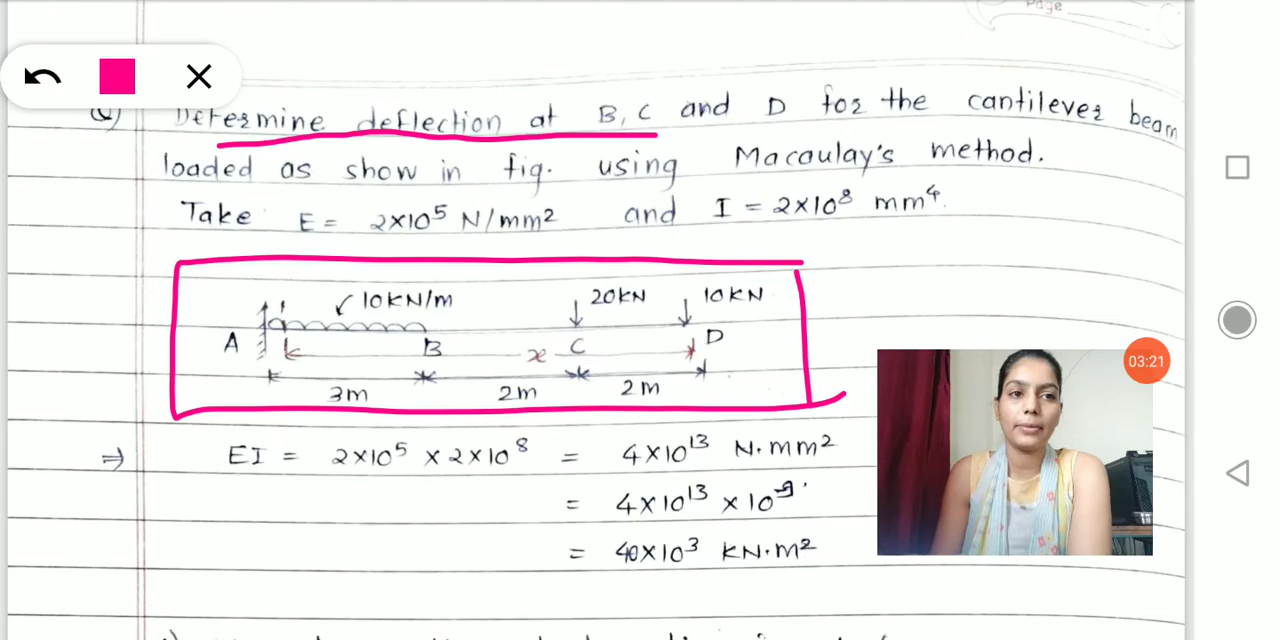 Page
Q) Determine deflection at B, C and D for the cantilever beam
loaded as show in fig. using Macaulay's method.
Take E = 2×10⁵ N/mm² and I = 2×10⁸ mm⁴.
10KN/m 20KN 10KN
A B x C D
3m 2m 2m
⇒ EI = 2×10⁵ × 2×10⁸ = 4×10¹³ N·mm²
= 4×10¹³ × 10⁻⁹
= 40×10³ KN·m²
03:21